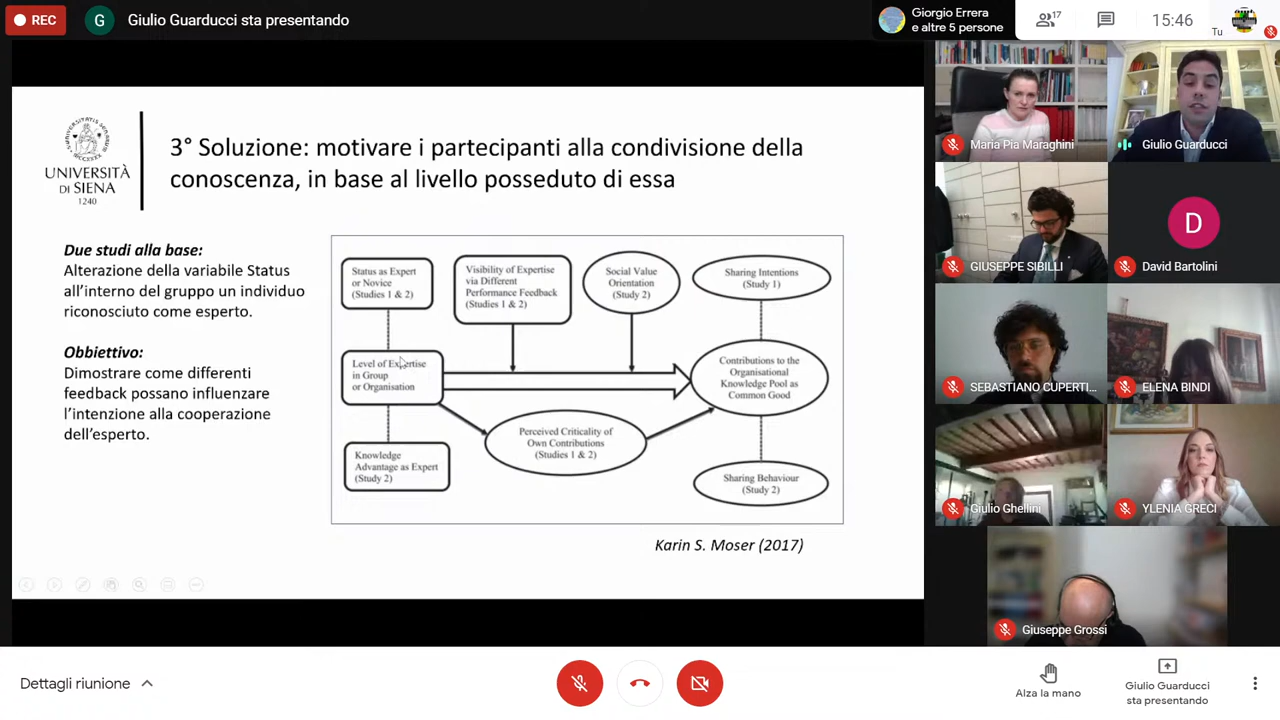 REC
G
Giulio Guarducci sta presentando
Giorgio Errera
e altre 5 persone
17
15:46
Tu
UNIVERSITÀ
DI SIENA
1240
3° Soluzione: motivare i partecipanti alla condivisione della
conoscenza, in base al livello posseduto di essa
Due studi alla base:
Alterazione della variabile Status
all'interno del gruppo un individuo
riconosciuto come esperto.
Obbiettivo:
Dimostrare come differenti
feedback possano influenzare
l'intenzione alla cooperazione
dell'esperto.
Status as Expert
or Novice
(Studies 1 & 2)
Visibility of Expertise
via Different
Performance Feedback
(Studies 1 & 2)
Social Value
Orientation
(Study 2)
Sharing Intentions
(Study 1)
Level of Expertise
in Group
or Organisation
Contributions to the
Organisational
Knowledge Pool as
Common Good
Perceived Criticality of
Own Contributions
(Studies 1 & 2)
Knowledge
Advantage as Expert
(Study 2)
Sharing Behaviour
(Study 2)
Karin S. Moser (2017)
Maria Pia Maraghini
Giulio Guarducci
GIUSEPPE SIBILLI
D
David Bartolini
SEBASTIANO CUPERTI...
ELENA BINDI
Giulio Ghellini
YLENIA GRECI
Giuseppe Grossi
Dettagli riunione
Alza la mano
Giulio Guarducci
sta presentando